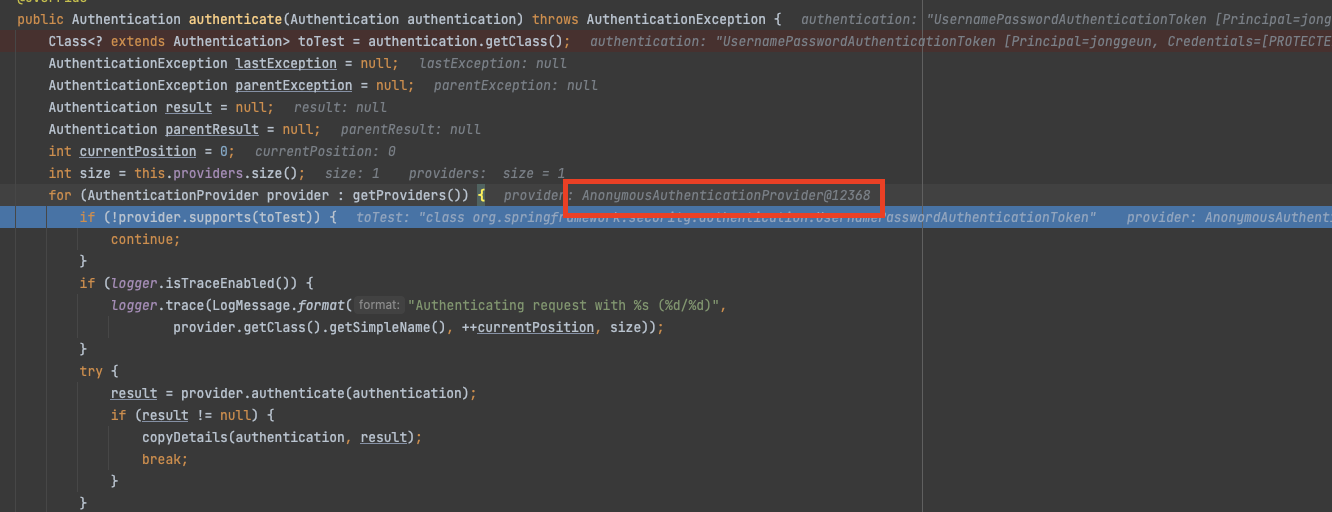 @Override
public Authentication authenticate(Authentication authentication) throws AuthenticationException { authentication: "UsernamePasswordAuthenticationToken [Principal=jong
Class<? extends Authentication> toTest = authentication.getClass(); authentication: "UsernamePasswordAuthenticationToken [Principal=jonggeun, Credentials=[PROTECTE
AuthenticationException lastException = null; lastException: null
AuthenticationException parentException = null; parentException: null
Authentication result = null; result: null
Authentication parentResult = null; parentResult: null
int currentPosition = 0; currentPosition: 0
int size = this.providers.size(); size: 1 providers: size = 1
for (AuthenticationProvider provider : getProviders()) { provider: AnonymousAuthenticationProvider@12368
if (!provider.supports(toTest)) { toTest: "class org.springframework.security.authentication.UsernamePasswordAuthenticationToken" provider: AnonymousAuthenti
continue;
}
if (logger.isTraceEnabled()) {
logger.trace(LogMessage.format( format: "Authenticating request with %s (%d/%d)",
provider.getClass().getSimpleName(), ++currentPosition, size));
}
try {
result = provider.authenticate(authentication);
if (result != null) {
copyDetails(authentication, result);
break;
}
}